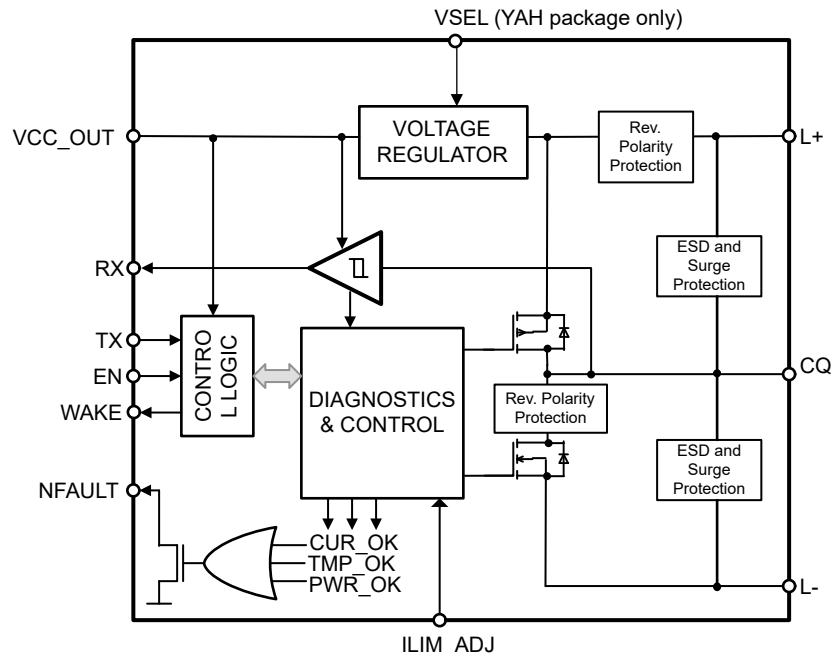 VSEL (YAH package only)
VCC_OUT
VOLTAGE
REGULATOR
Rev.
Polarity
Protection
L+
RX
ESD and
Surge
Protection
TX
EN
WAKE
CONTRO
L LOGIC
DIAGNOSTICS
& CONTROL
Rev. Polarity
Protection
CQ
ESD and
Surge
Protection
NFAULT
CUR_OK
TMP_OK
PWR_OK
L-
ILIM_ADJ